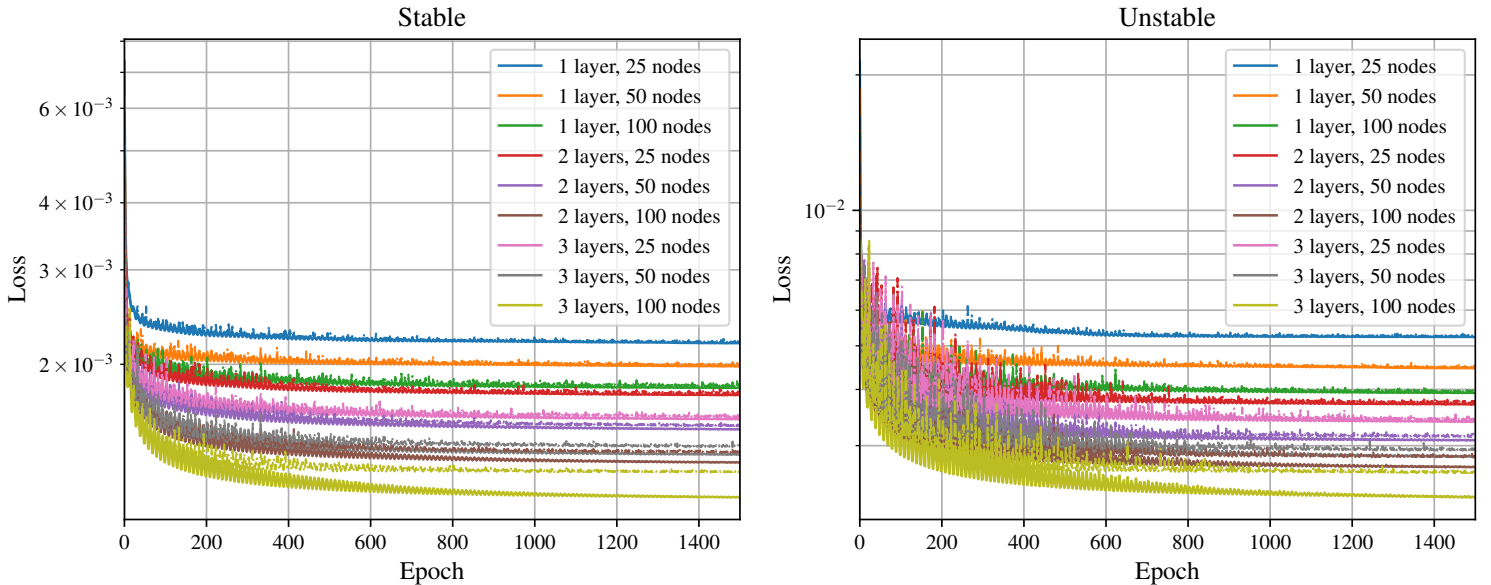 Stable
Loss
6 × 10⁻³
4 × 10⁻³
3 × 10⁻³
2 × 10⁻³
1 layer, 25 nodes
1 layer, 50 nodes
1 layer, 100 nodes
2 layers, 25 nodes
2 layers, 50 nodes
2 layers, 100 nodes
3 layers, 25 nodes
3 layers, 50 nodes
3 layers, 100 nodes
0 200 400 600 800 1000 1200 1400
Epoch
Unstable
Loss
10⁻²
1 layer, 25 nodes
1 layer, 50 nodes
1 layer, 100 nodes
2 layers, 25 nodes
2 layers, 50 nodes
2 layers, 100 nodes
3 layers, 25 nodes
3 layers, 50 nodes
3 layers, 100 nodes
0 200 400 600 800 1000 1200 1400
Epoch